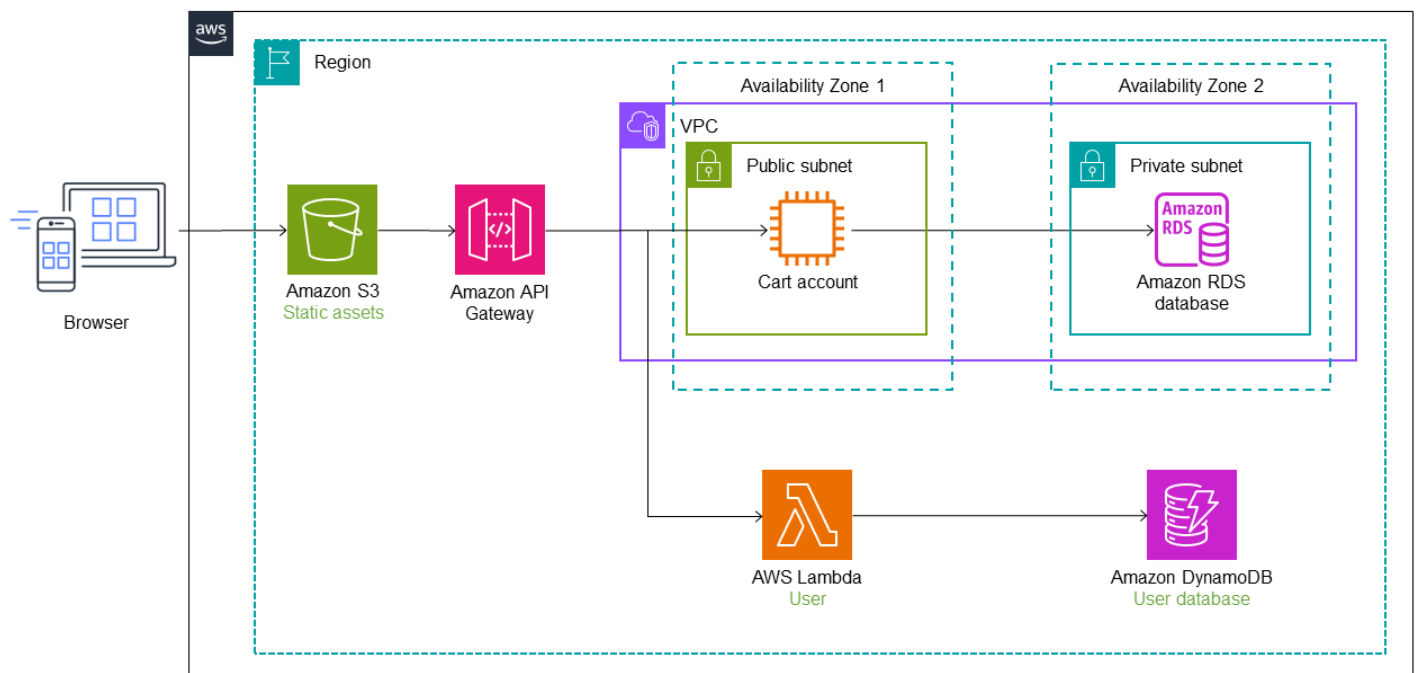 aws
Region
Availability Zone 1
Availability Zone 2
VPC
Public subnet
Private subnet
Amazon
RDS
</>
Cart account
Amazon RDS
database
Amazon S3
Static assets
Amazon API
Gateway
Browser
AWS Lambda
User
Amazon DynamoDB
User database